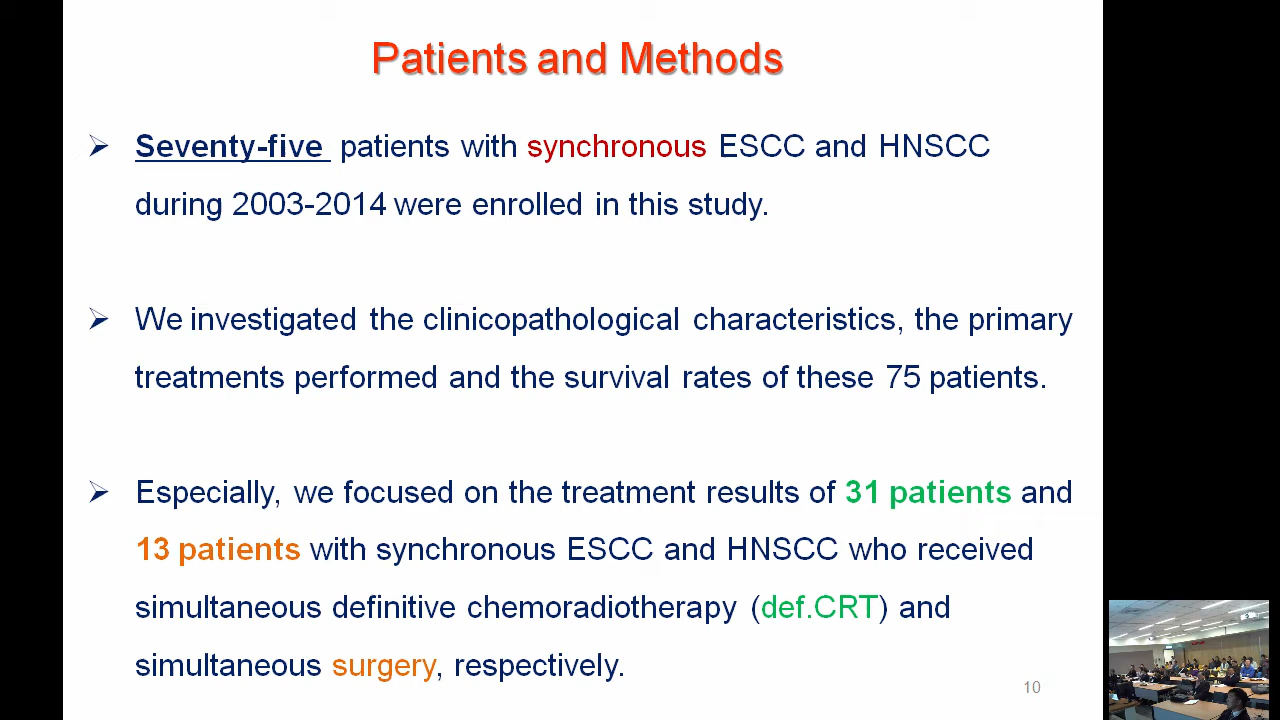 Patients and Methods
Seventy-five patients with synchronous ESCC and HNSCC
during 2003-2014 were enrolled in this study.
We investigated the clinicopathological characteristics, the primary
treatments performed and the survival rates of these 75 patients.
Especially, we focused on the treatment results of 31 patients and
13 patients with synchronous ESCC and HNSCC who received
simultaneous definitive chemoradiotherapy (def.CRT) and
simultaneous surgery, respectively.
10